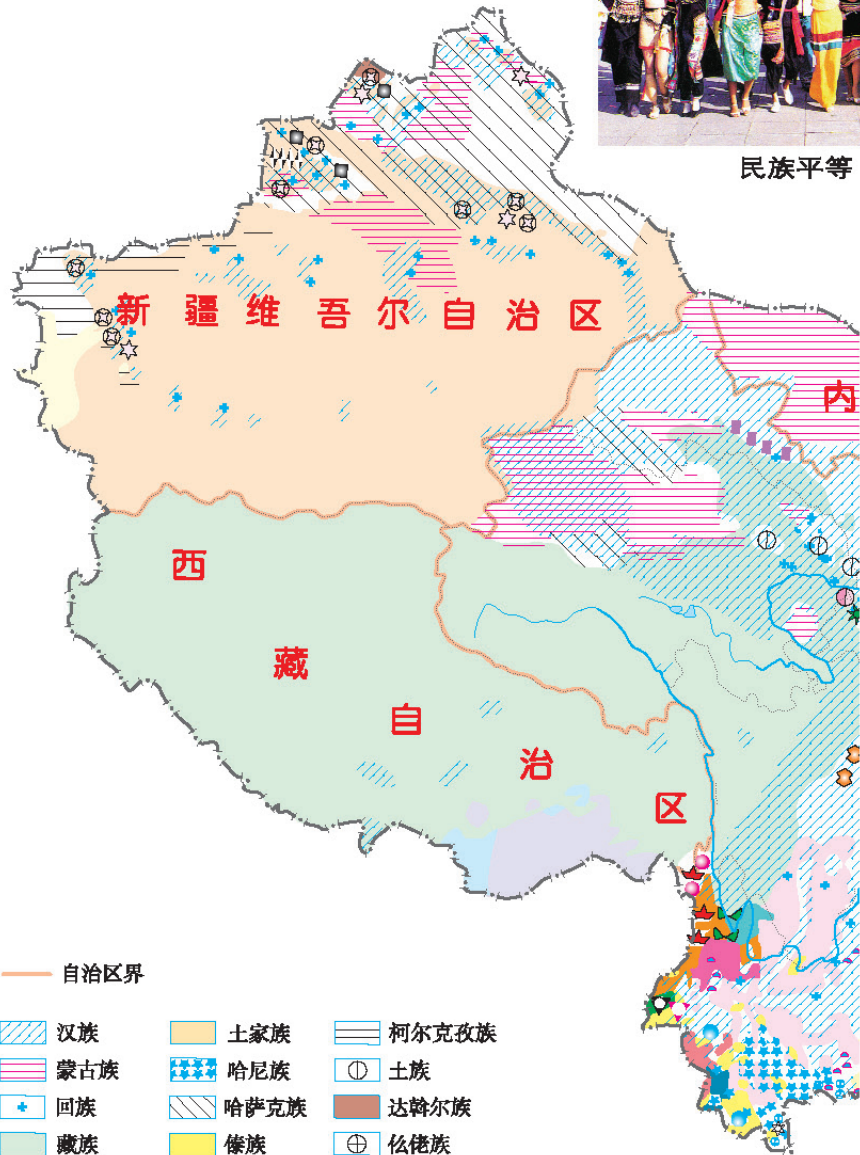 民族平等
新疆维吾尔自治区
内
西藏自治区
自治区界
汉族 土家族 柯尔克孜族
蒙古族 哈尼族 土族
回族 哈萨克族 达斡尔族
藏族 傣族 仫佬族